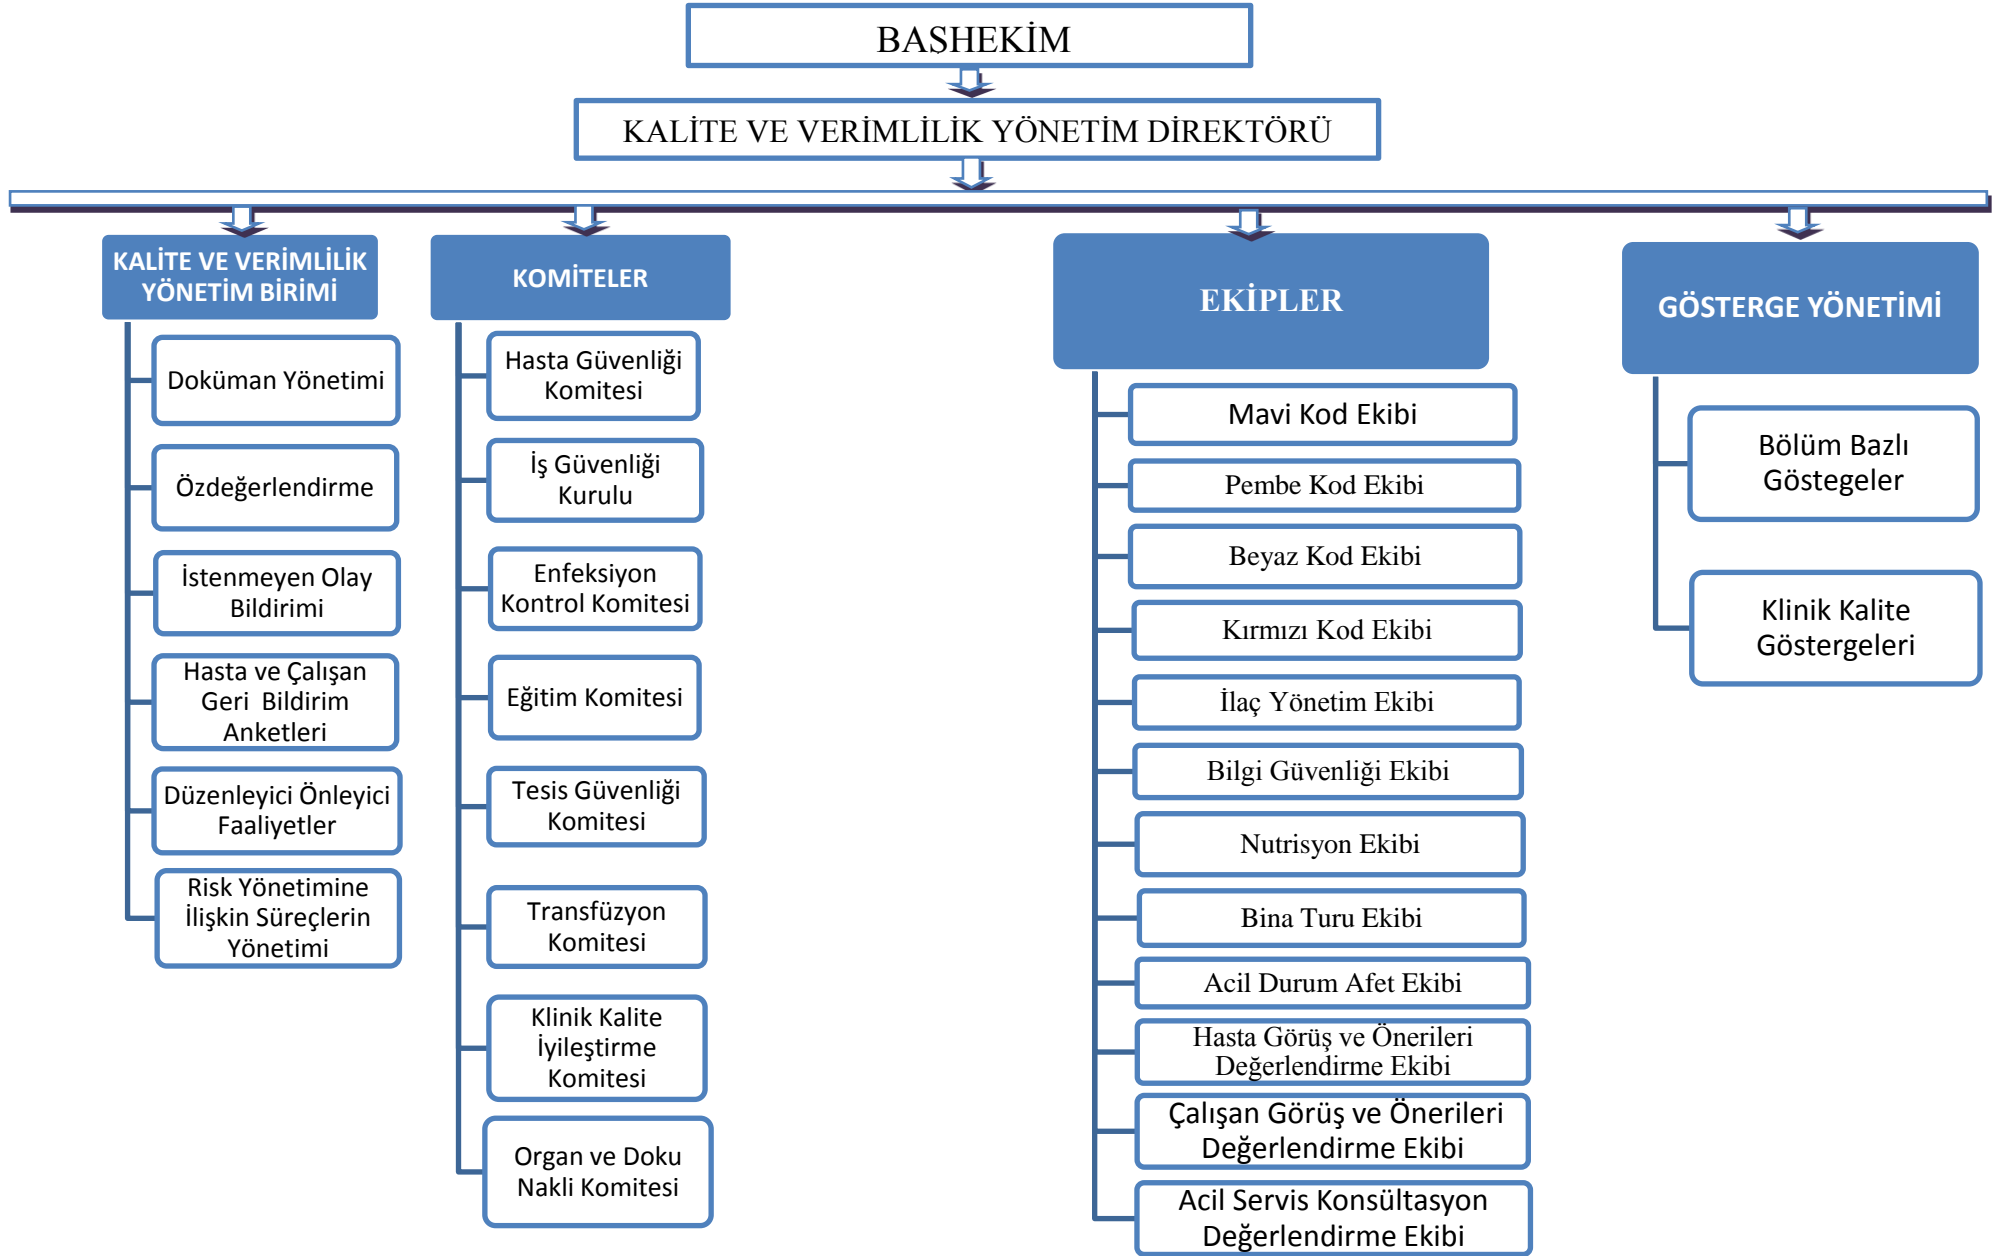 BAŞHEKİM
KALİTE VE VERİMLİLİK YÖNETİM DİREKTÖRÜ
KALİTE VE VERİMLİLİK
YÖNETİM BİRİMİ
Doküman Yönetimi
Özdeğerlendirme
İstenmeyen Olay
Bildirimi
Hasta ve Çalışan
Geri Bildirim
Anketleri
Düzenleyici Önleyici
Faaliyetler
Risk Yönetimine
İlişkin Süreçlerin
Yönetimi
KOMİTELER
Hasta Güvenliği
Komitesi
İş Güvenliği
Kurulu
Enfeksiyon
Kontrol Komitesi
Eğitim Komitesi
Tesis Güvenliği
Komitesi
Transfüzyon
Komitesi
Klinik Kalite
İyileştirme
Komitesi
Organ ve Doku
Nakli Komitesi
EKİPLER
Mavi Kod Ekibi
Pembe Kod Ekibi
Beyaz Kod Ekibi
Kırmızı Kod Ekibi
İlaç Yönetim Ekibi
Bilgi Güvenliği Ekibi
Nutrisyon Ekibi
Bina Turu Ekibi
Acil Durum Afet Ekibi
Hasta Görüş ve Önerileri
Değerlendirme Ekibi
Çalışan Görüş ve Önerileri
Değerlendirme Ekibi
Acil Servis Konsültasyon
Değerlendirme Ekibi
GÖSTERGE YÖNETİMİ
Bölüm Bazlı
Göstegeler
Klinik Kalite
Göstergeleri